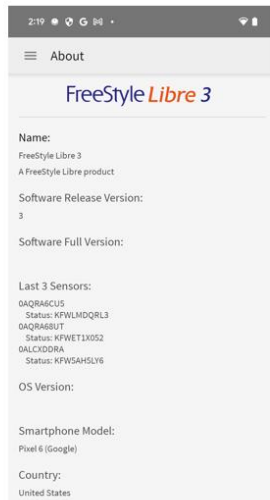 2:19
About
FreeStyle Libre 3
Name:
FreeStyle Libre 3
A FreeStyle Libre product
Software Release Version:
3
Software Full Version:
Last 3 Sensors:
0AQRA6CU5
Status: KFWLMDQRL3
0AQRA68UT
Status: KFWET1X052
0ALCXDDRA
Status: KFW5AH5LY6
OS Version:
Smartphone Model:
Pixel 6 (Google)
Country:
United States